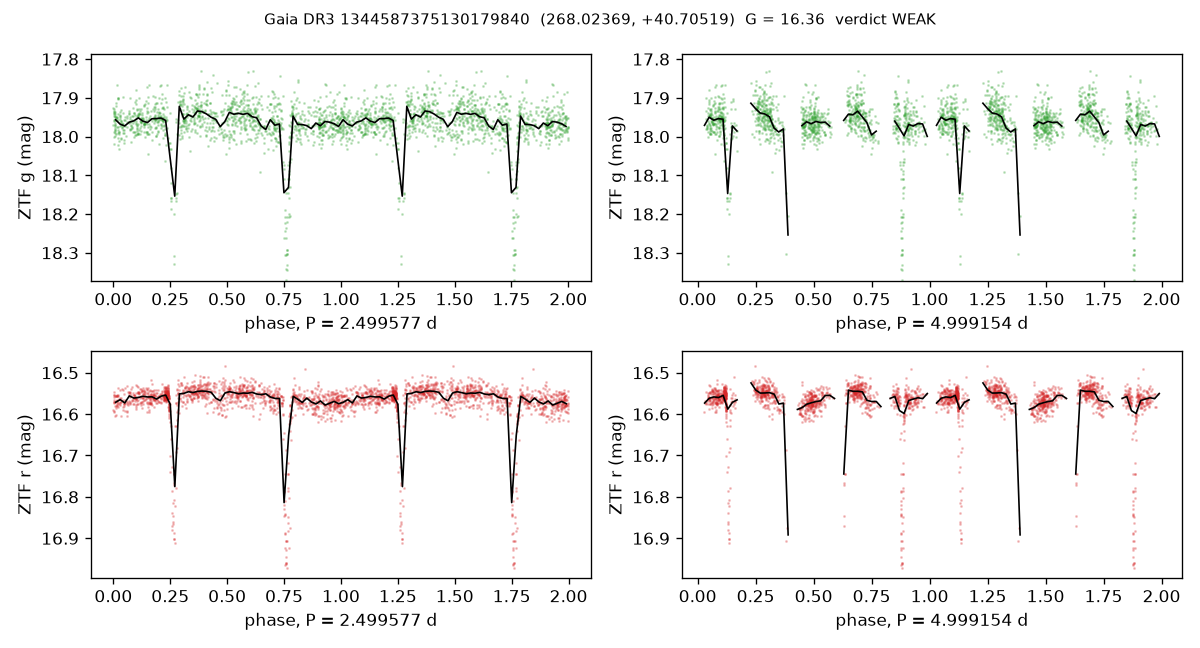 Gaia DR3 1344587375130179840 (268.02369, +40.70519) G = 16.36 verdict WEAK
17.8
17.9
18.0
18.1
18.2
18.3
ZTF g (mag)
0.00 0.25 0.50 0.75 1.00 1.25 1.50 1.75 2.00
phase, P = 2.499577 d
17.8
17.9
18.0
18.1
18.2
18.3
ZTF g (mag)
0.00 0.25 0.50 0.75 1.00 1.25 1.50 1.75 2.00
phase, P = 4.999154 d
16.5
16.6
16.7
16.8
16.9
ZTF r (mag)
0.00 0.25 0.50 0.75 1.00 1.25 1.50 1.75 2.00
phase, P = 2.499577 d
16.5
16.6
16.7
16.8
16.9
ZTF r (mag)
0.00 0.25 0.50 0.75 1.00 1.25 1.50 1.75 2.00
phase, P = 4.999154 d